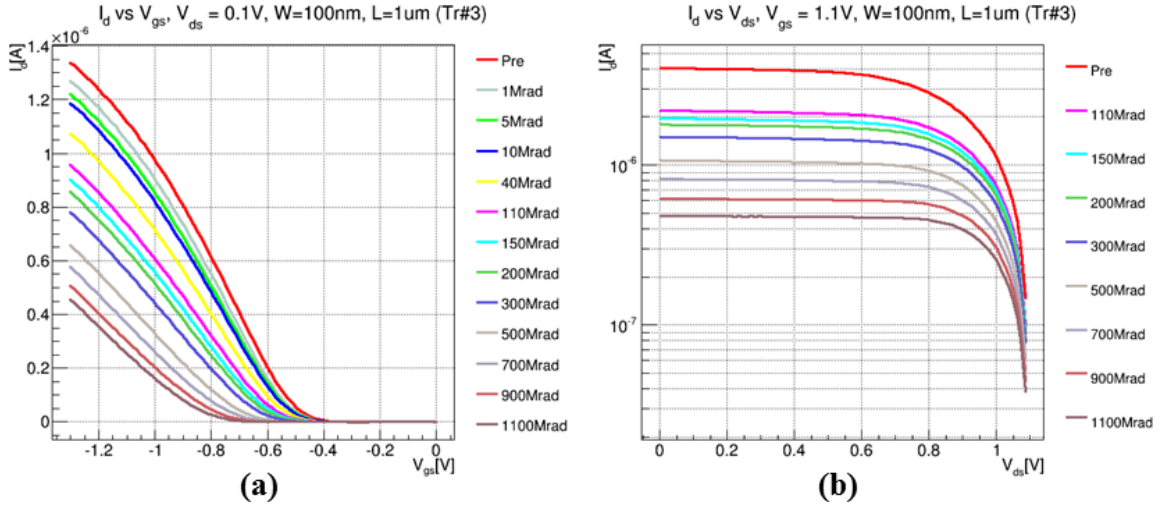 I_d vs V_gs, V_ds = 0.1V, W=100nm, L=1um (Tr#3)
I_d[A]
×10^-6
1.4
1.2
1
0.8
0.6
0.4
0.2
0
-1.2
-1
-0.8
-0.6
-0.4
-0.2
0
V_gs[V]
Pre
1Mrad
5Mrad
10Mrad
40Mrad
110Mrad
150Mrad
200Mrad
300Mrad
500Mrad
700Mrad
900Mrad
1100Mrad
(a)
I_d vs V_ds, V_gs = 1.1V, W=100nm, L=1um (Tr#3)
I_d[A]
10^-6
10^-7
0
0.2
0.4
0.6
0.8
1
V_ds[V]
Pre
110Mrad
150Mrad
200Mrad
300Mrad
500Mrad
700Mrad
900Mrad
1100Mrad
(b)